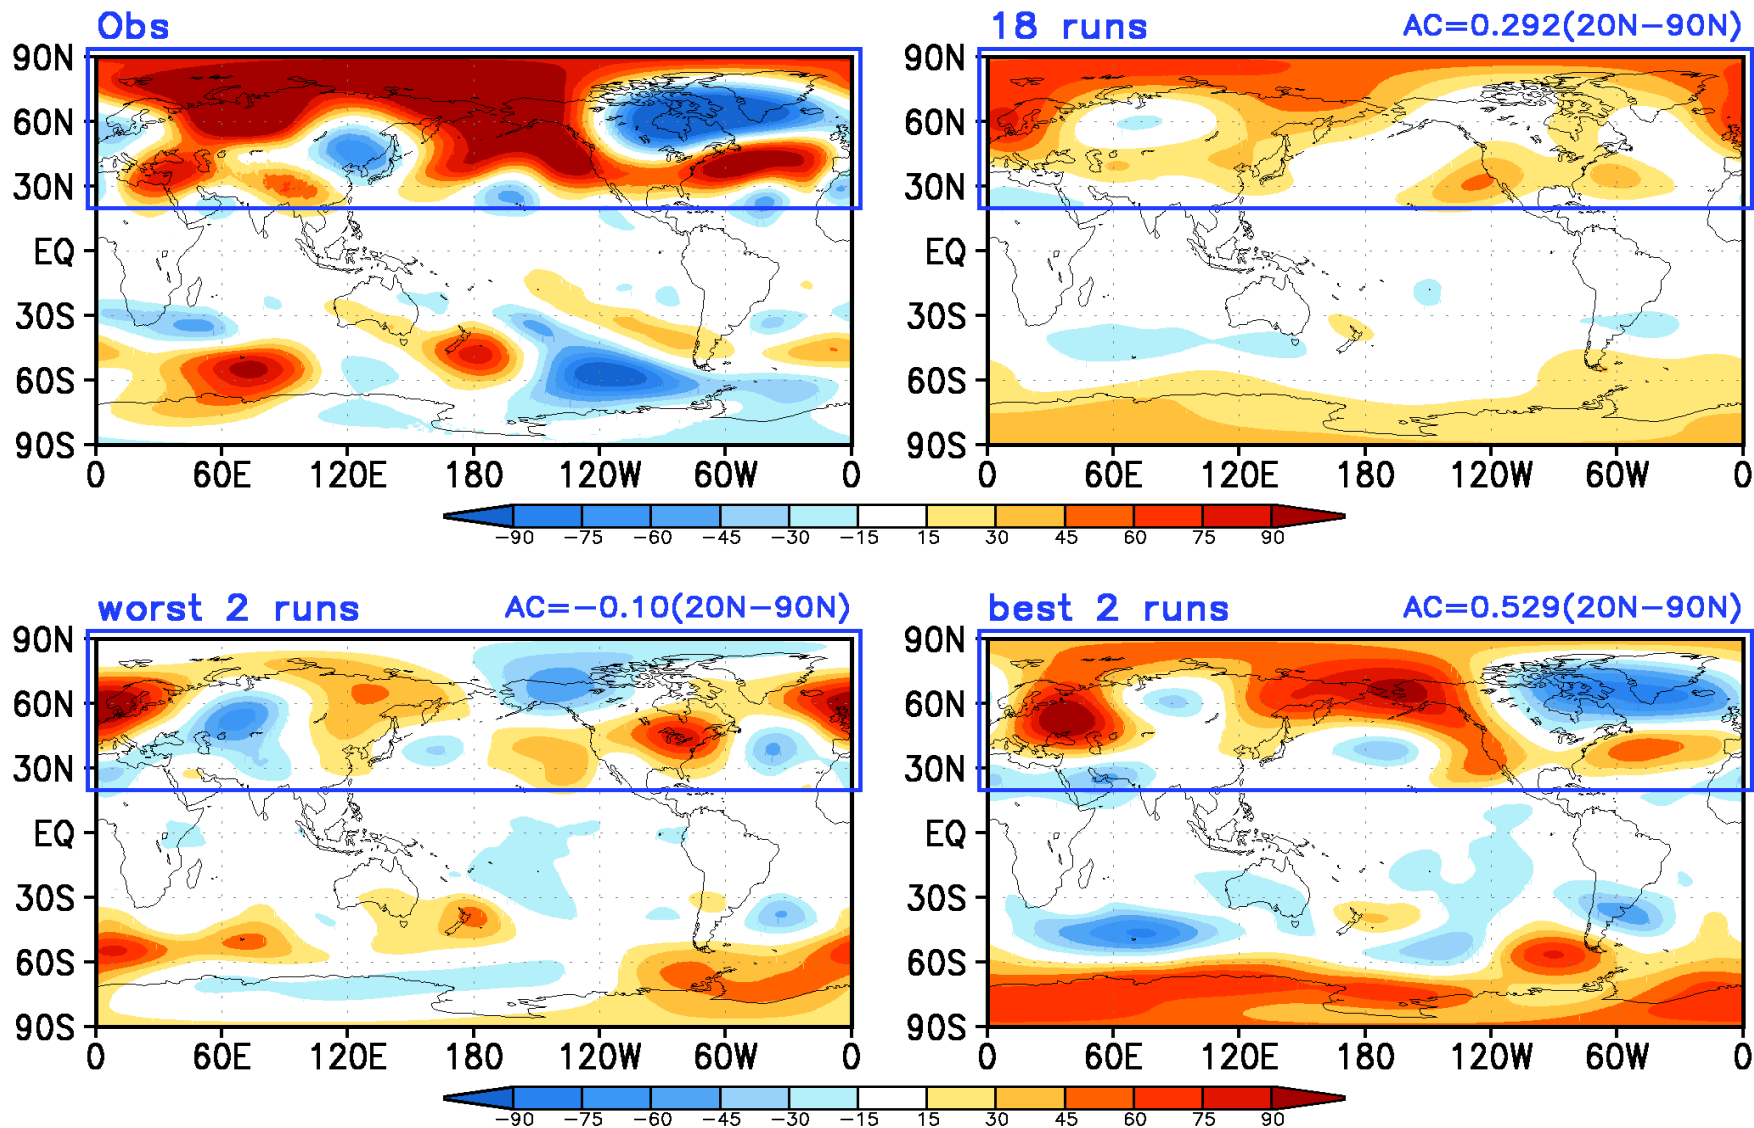 Obs
18 runs AC=0.292(20N−90N)
90N 60N 30N EQ 30S 60S 90S
0 60E 120E 180 120W 60W 0
90N 60N 30N EQ 30S 60S 90S
0 60E 120E 180 120W 60W 0
−90 −75 −60 −45 −30 −15 15 30 45 60 75 90
worst 2 runs AC=−0.10(20N−90N)
best 2 runs AC=0.529(20N−90N)
90N 60N 30N EQ 30S 60S 90S
0 60E 120E 180 120W 60W 0
90N 60N 30N EQ 30S 60S 90S
0 60E 120E 180 120W 60W 0
−90 −75 −60 −45 −30 −15 15 30 45 60 75 90